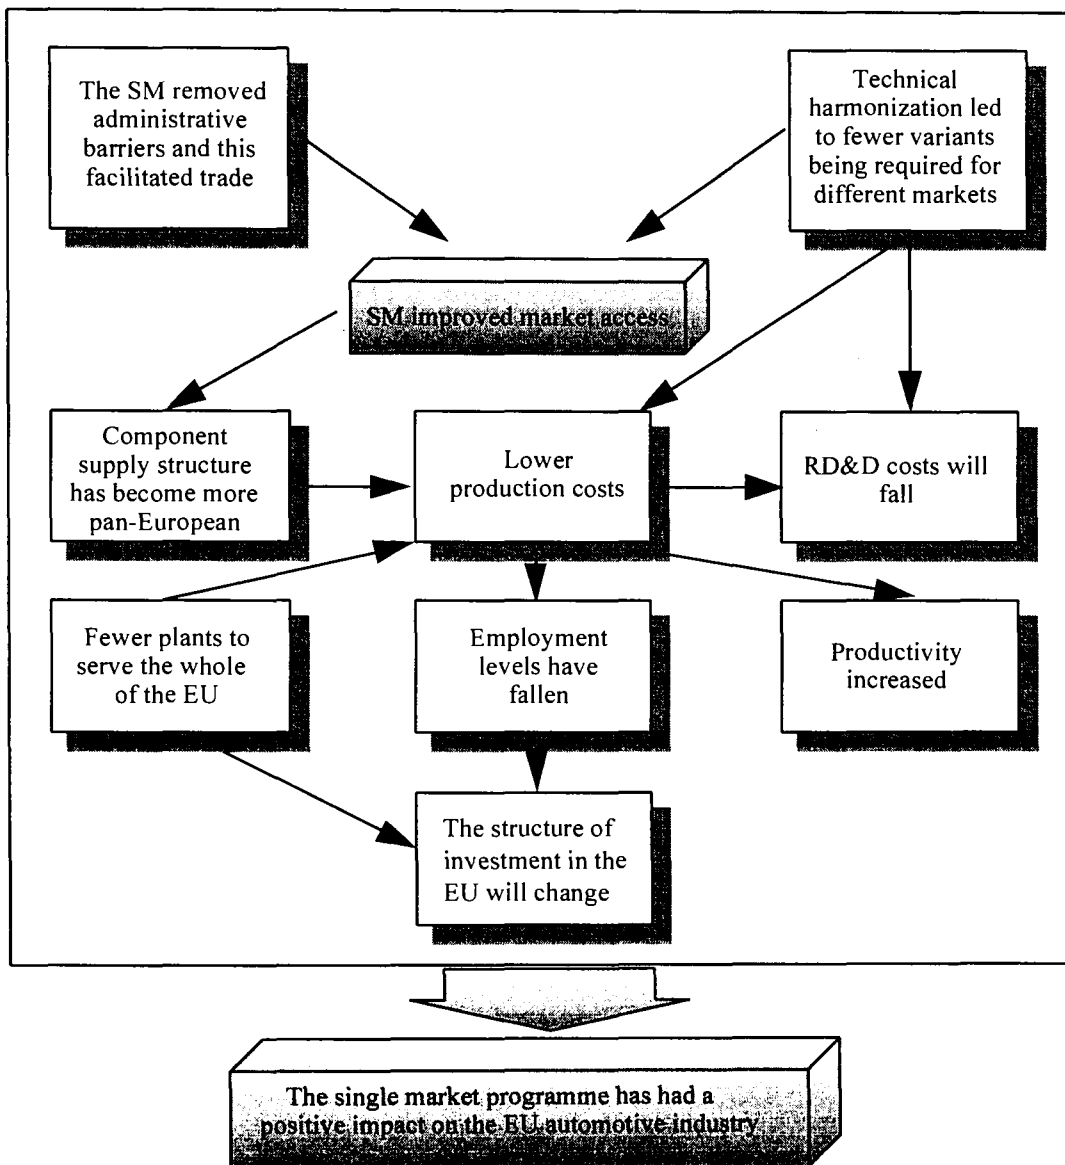 The SM removed
administrative
barriers and this
facilitated trade
Technical
harmonization led
to fewer variants
being required for
different markets
SM improved market access
Component
supply structure
has become more
pan-European
Lower
production costs
RD&D costs will
fall
Fewer plants to
serve the whole
of the EU
Employment
levels have
fallen
Productivity
increased
The structure of
investment in the
EU will change
The single market programme has had a
positive impact on the EU automotive industry